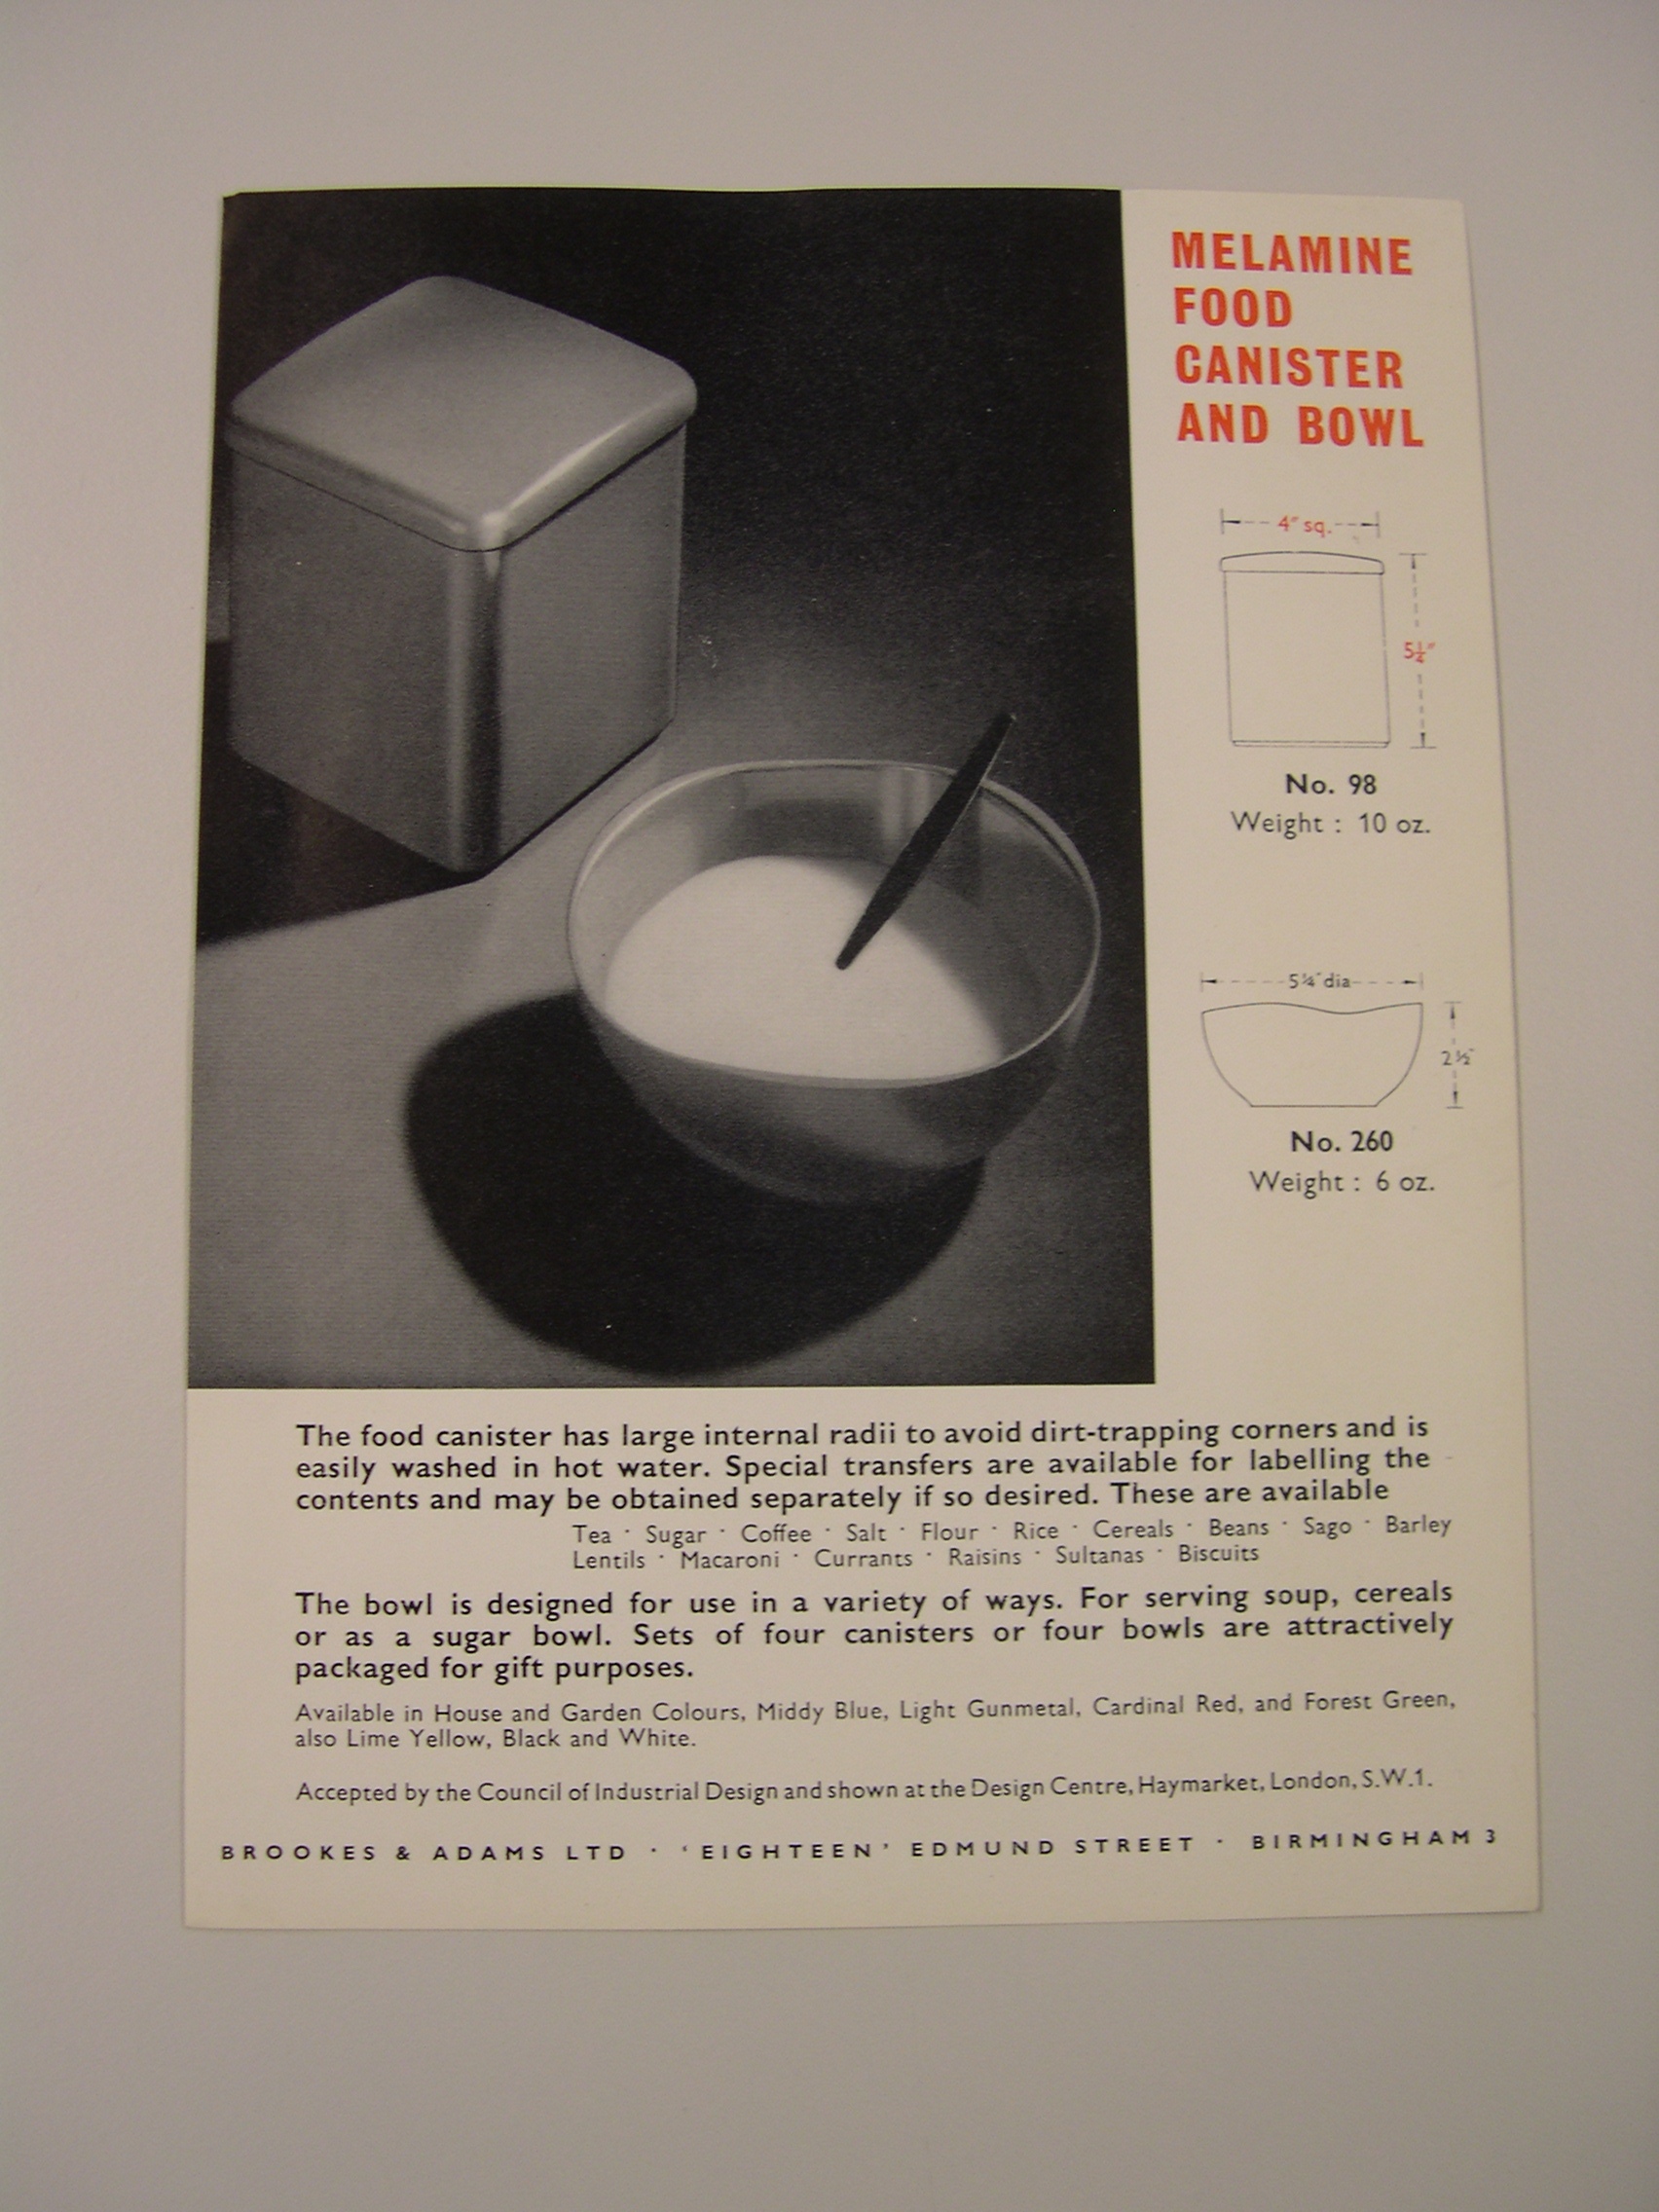 MELAMINE
FOOD
CANISTER
AND BOWL
4" sq.
5¼"
No. 98
Weight : 10 oz.
5¼" dia
2½"
No. 260
Weight : 6 oz.
The food canister has large internal radii to avoid dirt-trapping corners and is
easily washed in hot water. Special transfers are available for labelling the
contents and may be obtained separately if so desired. These are available
Tea · Sugar · Coffee · Salt · Flour · Rice · Cereals · Beans · Sago · Barley
Lentils · Macaroni · Currants · Raisins · Sultanas · Biscuits
The bowl is designed for use in a variety of ways. For serving soup, cereals
or as a sugar bowl. Sets of four canisters or four bowls are attractively
packaged for gift purposes.
Available in House and Garden Colours, Middy Blue, Light Gunmetal, Cardinal Red, and Forest Green,
also Lime Yellow, Black and White.
Accepted by the Council of Industrial Design and shown at the Design Centre, Haymarket, London, S.W.1.
BROOKES & ADAMS LTD · ‘EIGHTEEN’ EDMUND STREET · BIRMINGHAM 3